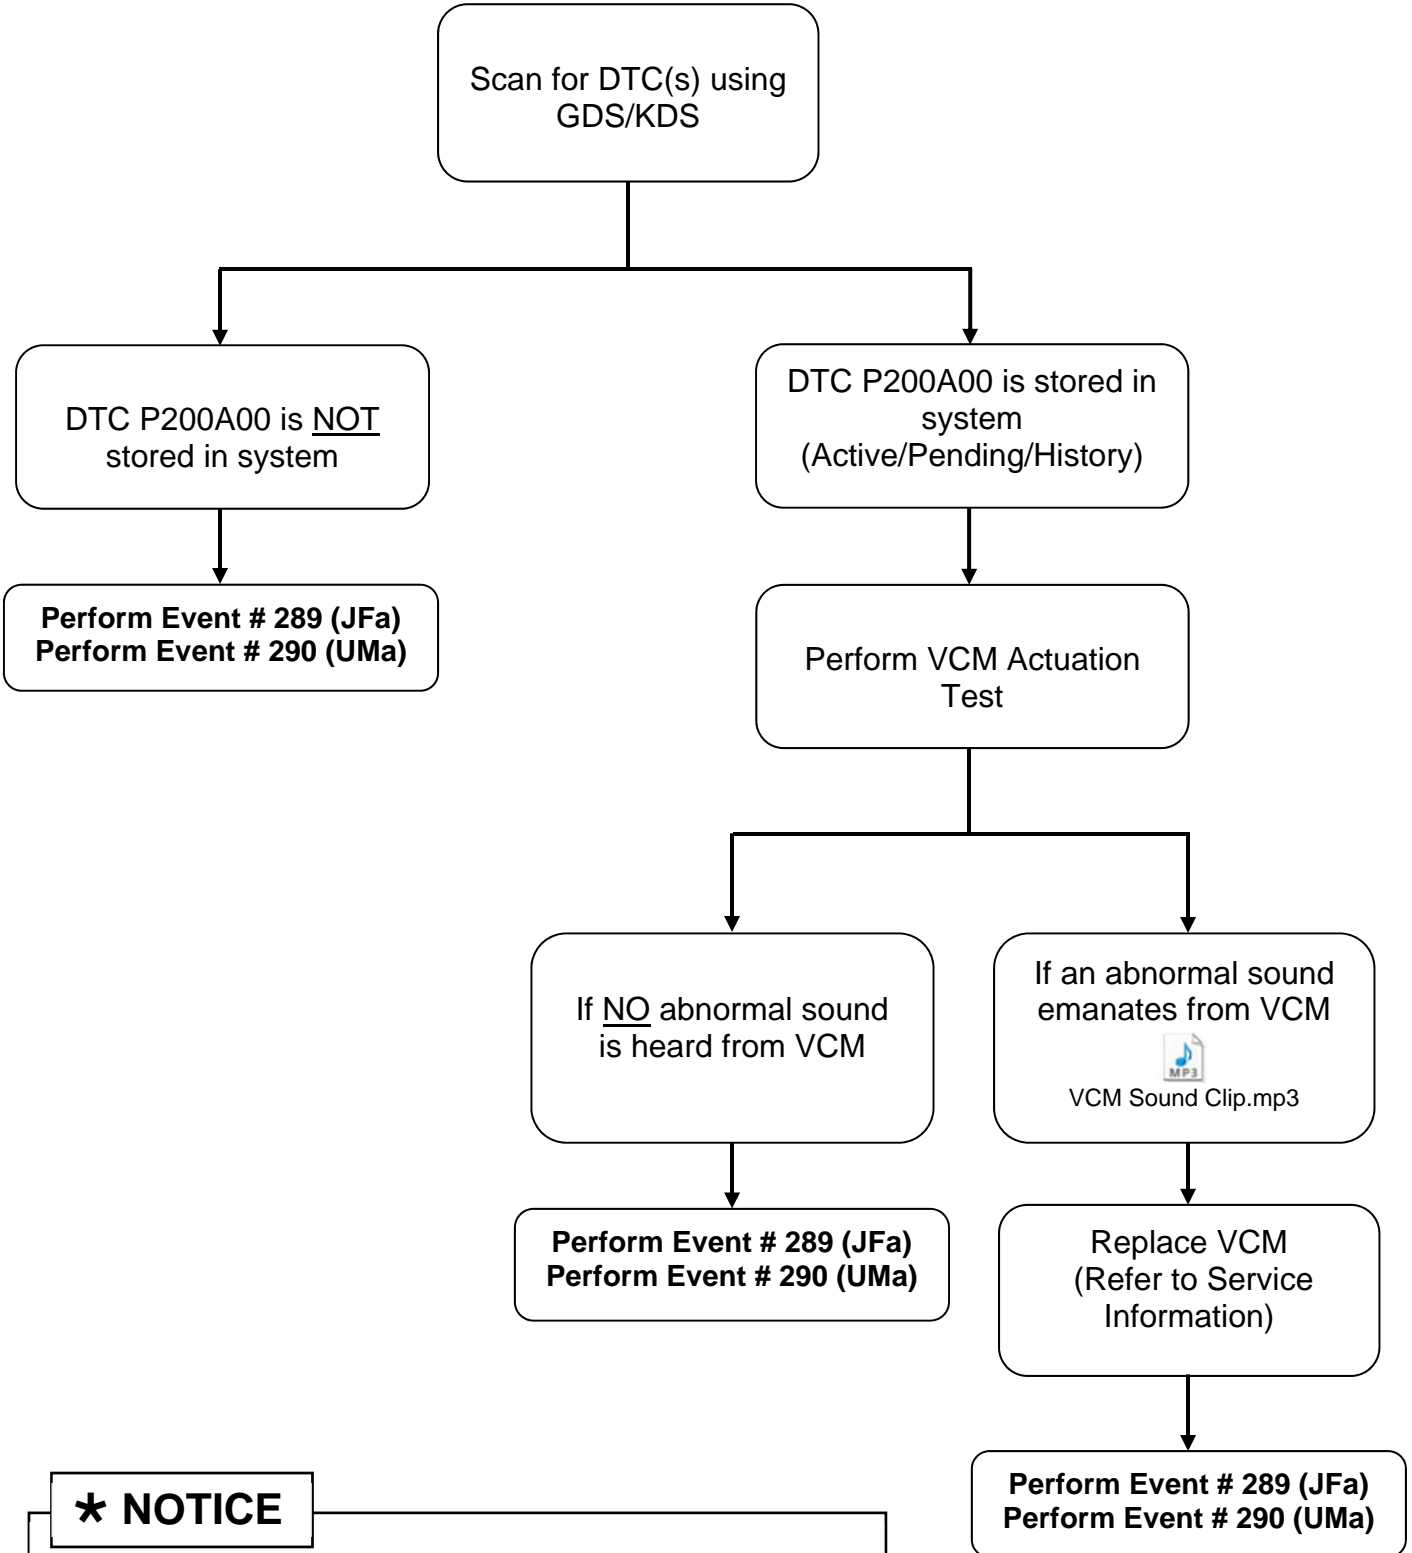 Scan for DTC(s) using
GDS/KDS
DTC P200A00 is NOT
stored in system
DTC P200A00 is stored in
system
(Active/Pending/History)
Perform Event # 289 (JFa)
Perform Event # 290 (UMa)
Perform VCM Actuation
Test
If NO abnormal sound
is heard from VCM
If an abnormal sound
emanates from VCM
MP3
VCM Sound Clip.mp3
Perform Event # 289 (JFa)
Perform Event # 290 (UMa)
Replace VCM
(Refer to Service
Information)
Perform Event # 289 (JFa)
Perform Event # 290 (UMa)
* NOTICE